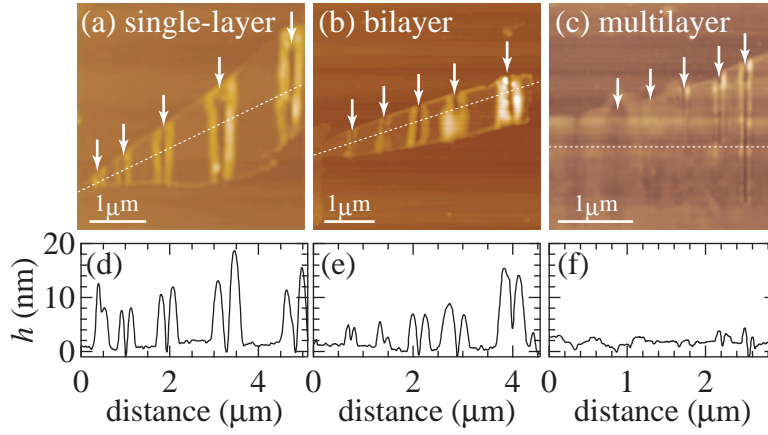 (a) single-layer
(b) bilayer
(c) multilayer
1μm
1μm
1μm
(d)
(e)
(f)
h (nm)
20
10
0
0 2 4
0 2 4
0 1 2
distance (μm)
distance (μm)
distance (μm)